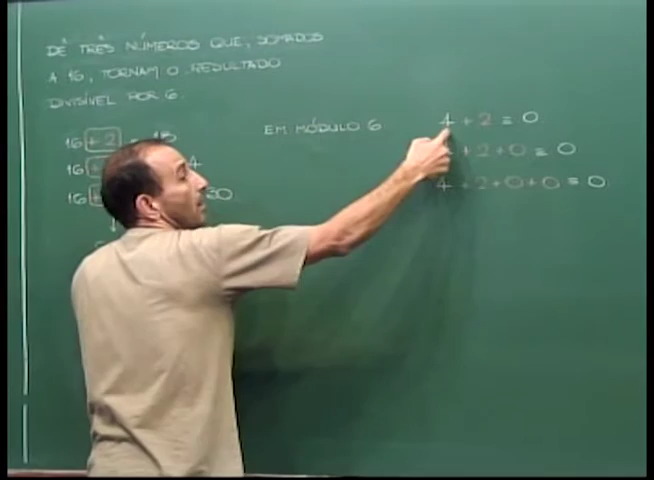 DÊ TRÊS NÚMEROS QUE, SOMADOS
A 16, TORNAM O RESULTADO
DIVISÍVEL POR 6.
16 + 2 = 18
16 + 4
16 + 30
EM MÓDULO 6
4 + 2 ≡ 0
+ 2 + 0 ≡ 0
4 + 2 + 0 + 0 ≡ 0